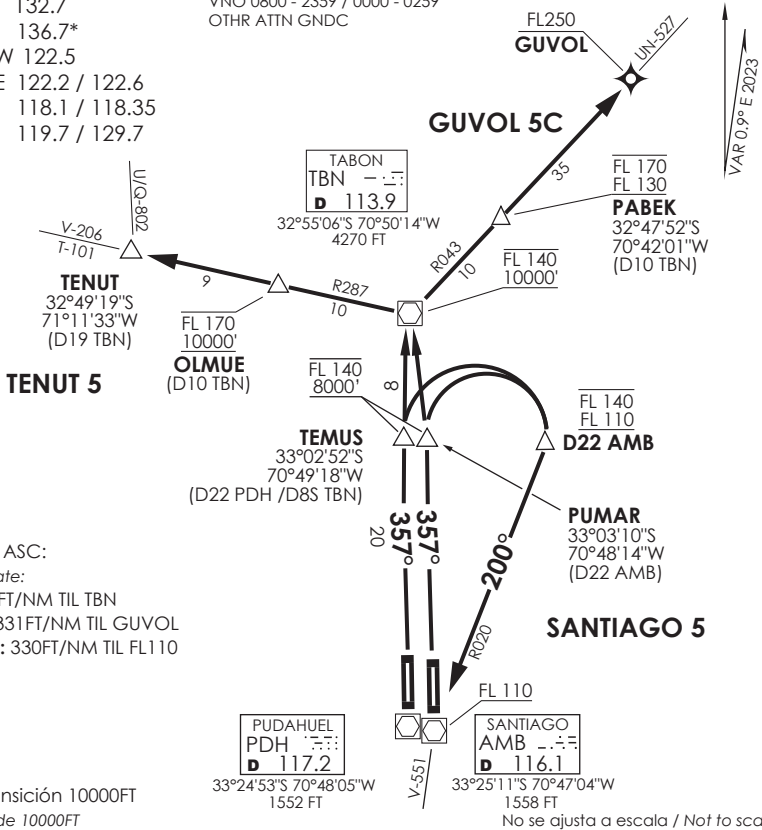 132.7
136.7*
W 122.5
E 122.2 / 122.6
118.1 / 118.35
119.7 / 129.7
VNO 0800 - 2359 / 0000 - 0259
OTHR ATTN GNDC
FL250
GUVOL
UN-527
VAR 0.9° E 2023
GUVOL 5C
35
TABON
TBN
D 113.9
32°55'06"S 70°50'14"W
4270 FT
FL 170
FL 130
PABEK
32°47'52"S
70°42'01"W
(D10 TBN)
U/Q-802
V-206
T-101
TENUT
32°49'19"S
71°11'33"W
(D19 TBN)
9
R287
10
R043
10
FL 140
10000'
FL 170
10000'
OLMUE
(D10 TBN)
TENUT 5
FL 140
8000'
8
TEMUS
33°02'52"S
70°49'18"W
(D22 PDH /D8S TBN)
FL 140
FL 110
D22 AMB
PUMAR
33°03'10"S
70°48'14"W
(D22 AMB)
357°
20
357°
200°
R020
SANTIAGO 5
ASC:
FT/NM TIL TBN
331FT/NM TIL GUVOL
: 330FT/NM TIL FL110
FL 110
PUDAHUEL
PDH
D 117.2
33°24'53"S 70°48'05"W
1552 FT
V-551
SANTIAGO
AMB
D 116.1
33°25'11"S 70°47'04"W
1558 FT
nsición 10000FT
de 10000FT
No se ajusta a escala / Not to sca